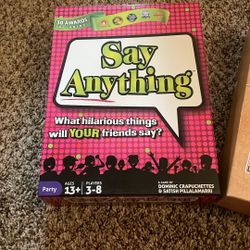 30 AWARDS
Say
Anything
What hilarious things
will YOUR friends say?
Party
AGES
13+
PLAYERS
3-8
A GAME BY
DOMINIC CRAPUCHETTES
& SATISH PILLALAMARRI